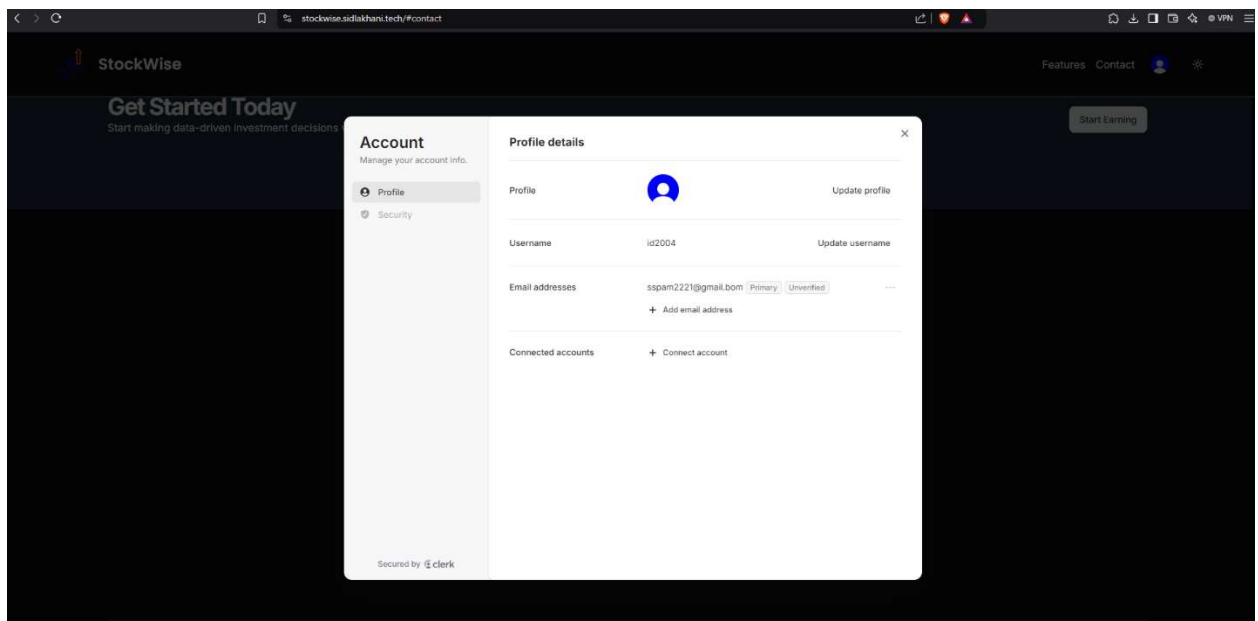 stockwise.sidlakhani.tech/#contact
VPN
StockWise
Features Contact
Get Started Today
Start making data-driven investment decisions
Start Earning
Account
Manage your account info.
Profile
Security
Secured by clerk
Profile details
Profile
Update profile
Username
id2004
Update username
Email addresses
sspam2221@gmail.bom Primary Unverified
+ Add email address
Connected accounts
+ Connect account